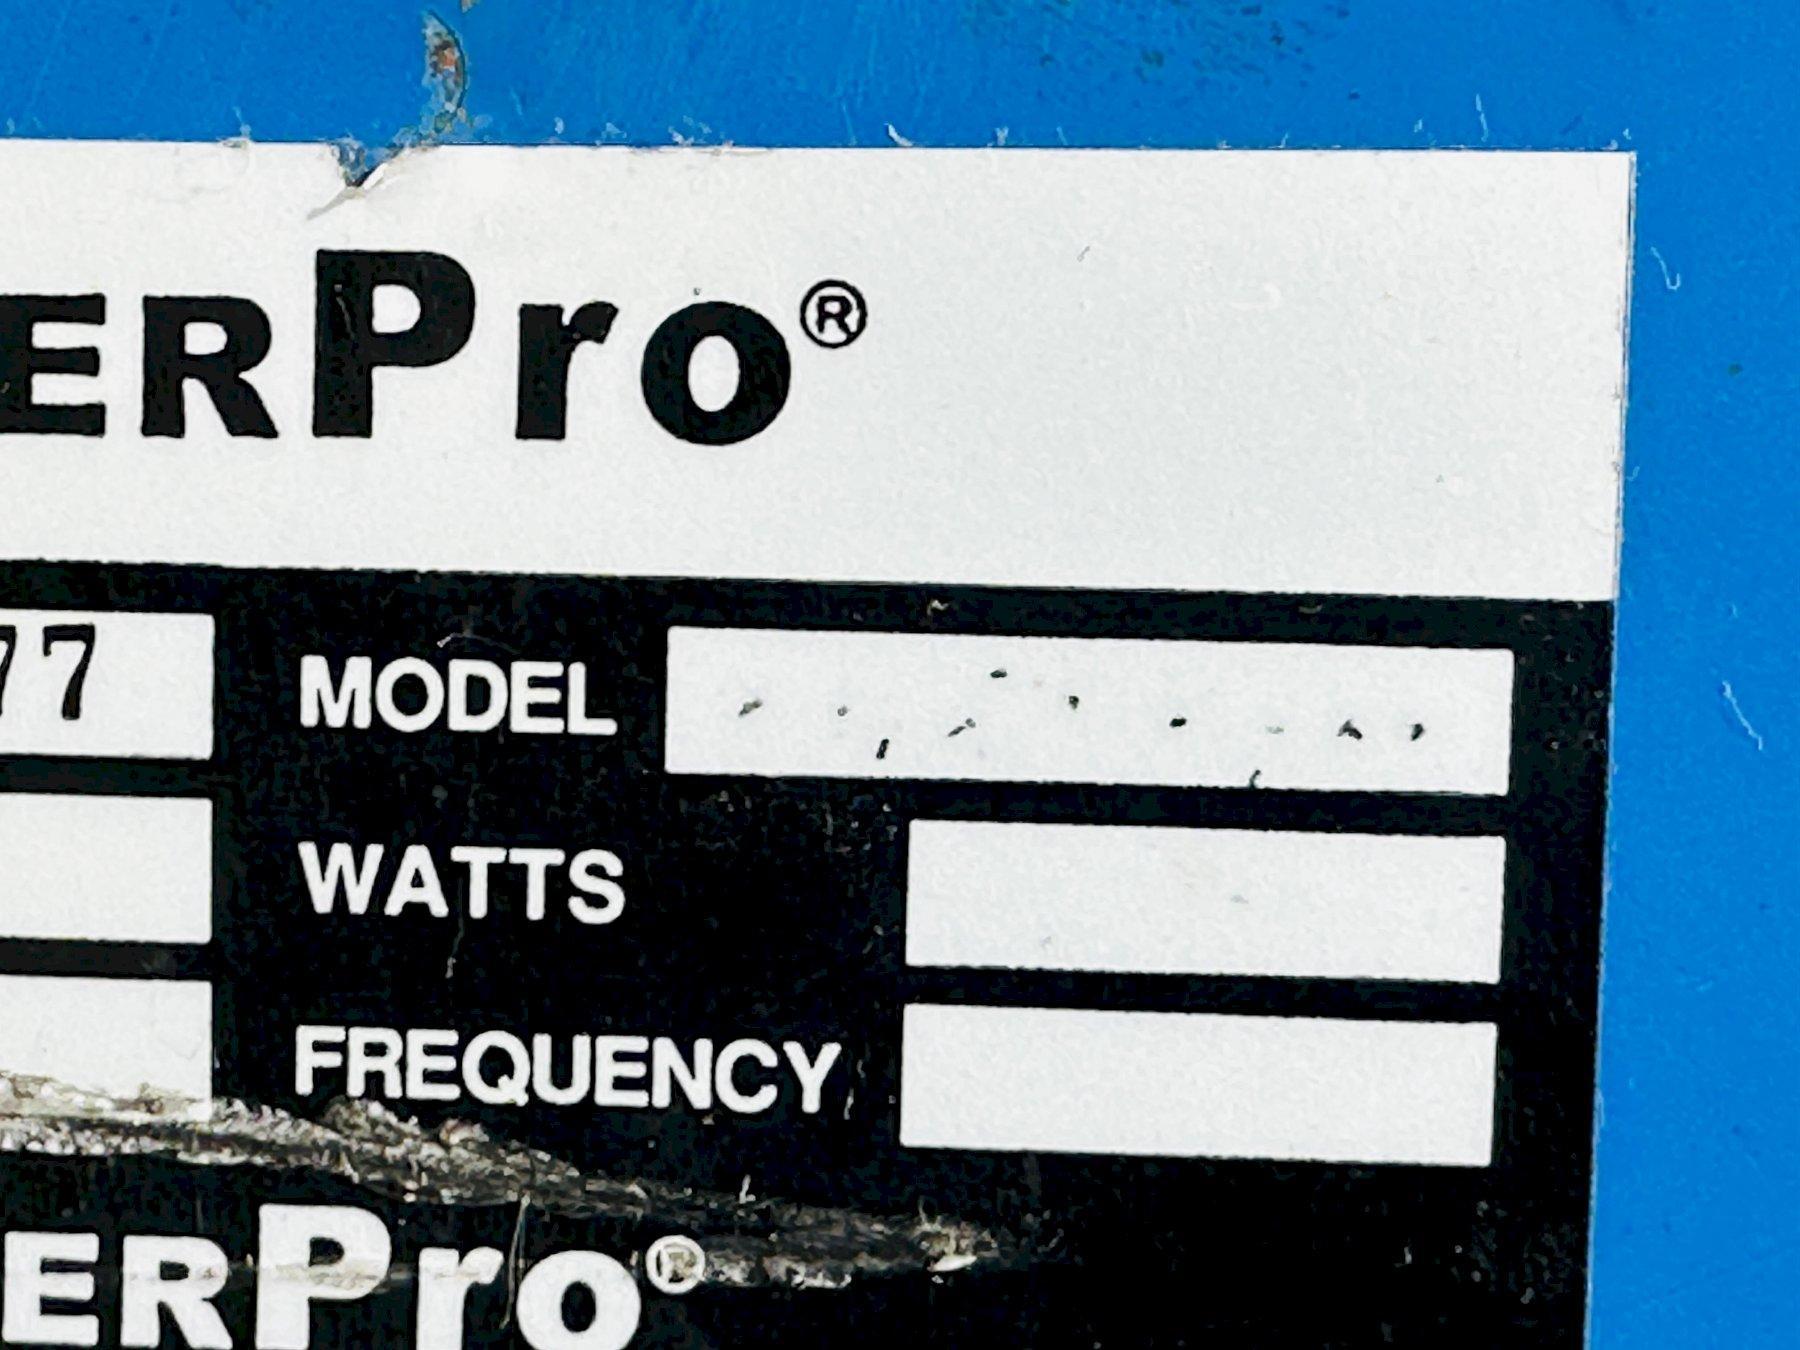 ERPro®
77 MODEL
WATTS
FREQUENCY
ERPro®